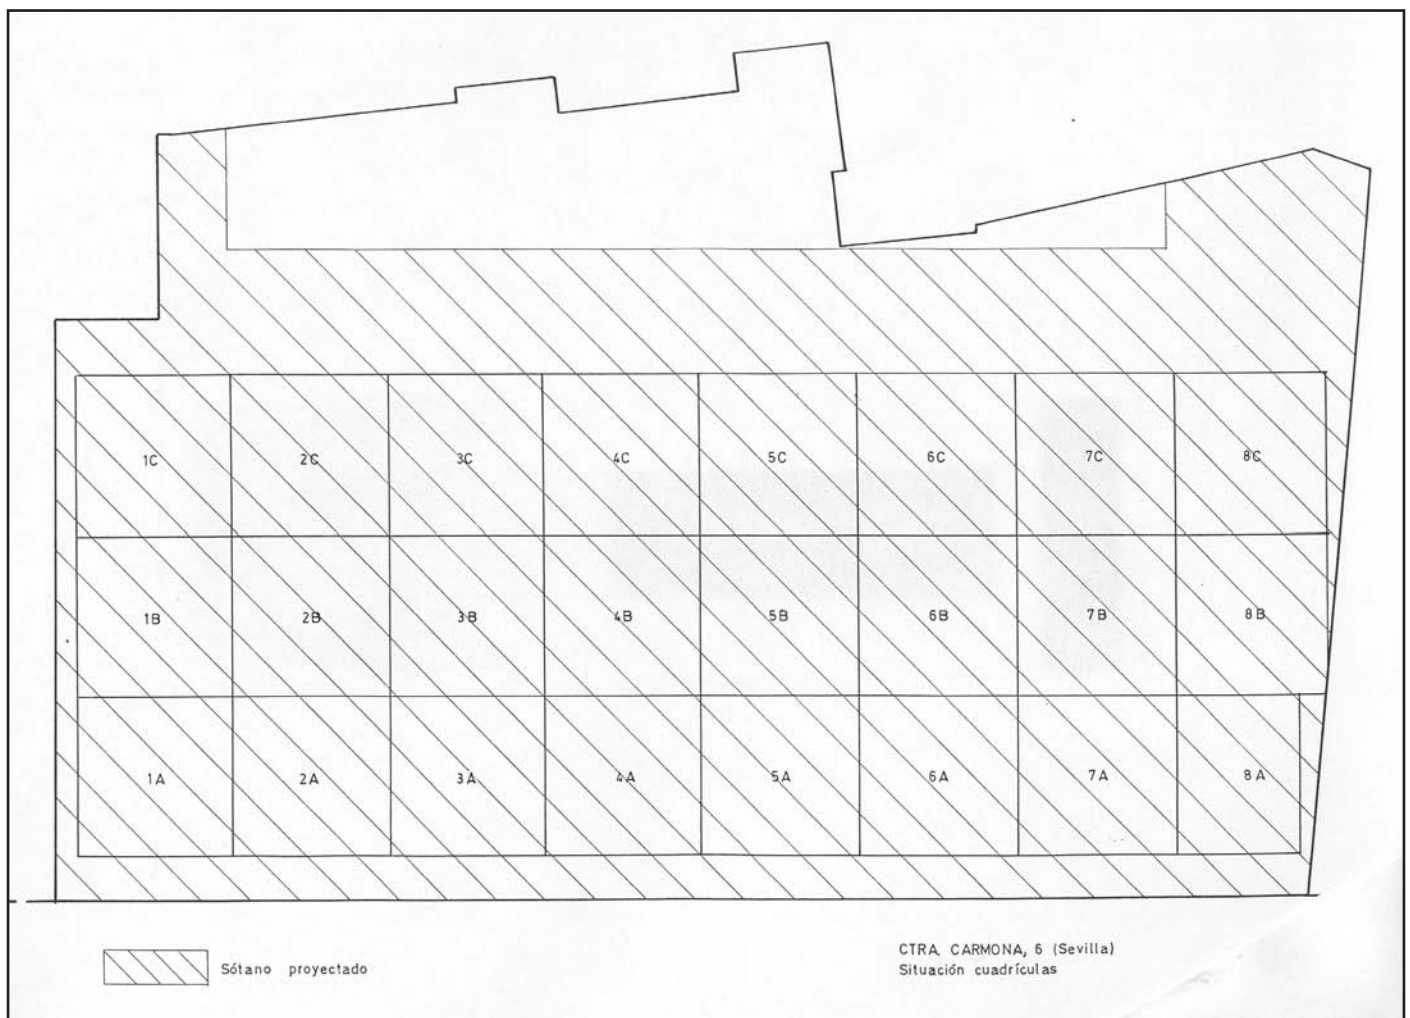 1C 2C 3C 4C 5C 6C 7C 8C
1B 2B 3B 4B 5B 6B 7B 8B
1A 2A 3A 4A 5A 6A 7A 8A
Sótano proyectado
CTRA. CARMONA, 6 (Sevilla)
Situación cuadrículas